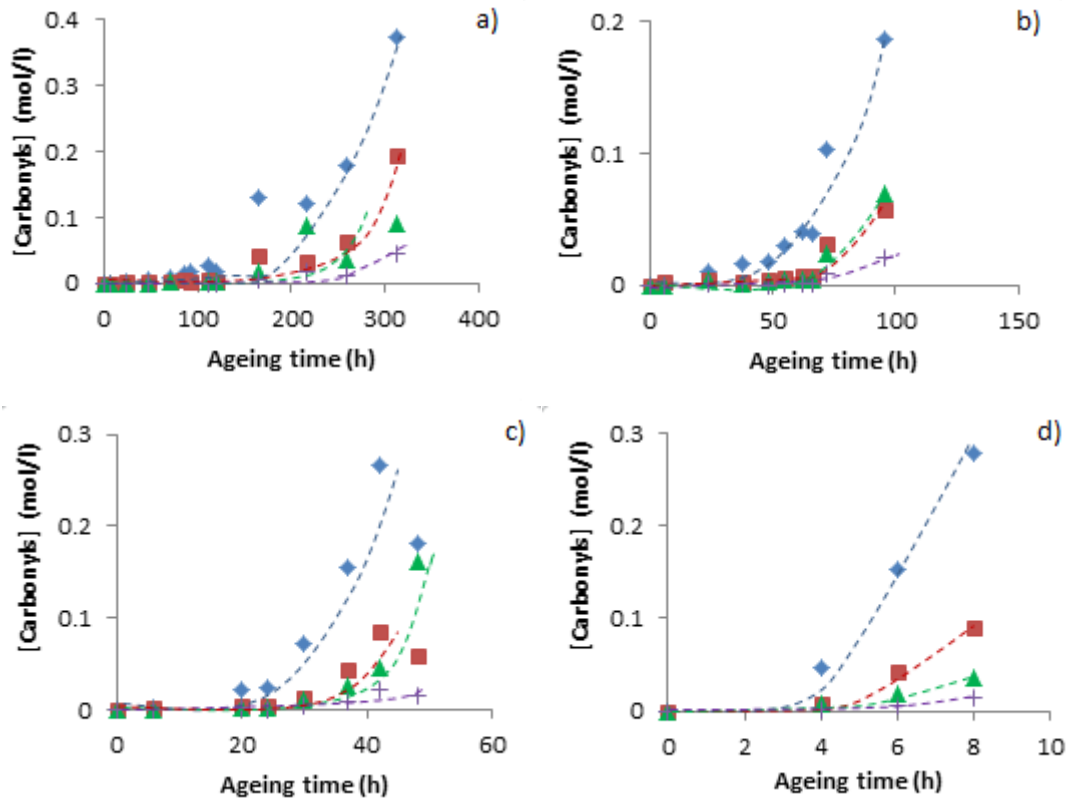 a)
[Carbonyls] (mol/l)
0.4
0.3
0.2
0.1
0
0 100 200 300 400
Ageing time (h)
b)
[Carbonyls] (mol/l)
0.2
0.1
0
0 50 100 150
Ageing time (h)
c)
[Carbonyls] (mol/l)
0.3
0.2
0.1
0
0 20 40 60
Ageing time (h)
d)
[Carbonyls] (mol/l)
0.3
0.2
0.1
0
0 2 4 6 8 10
Ageing time (h)